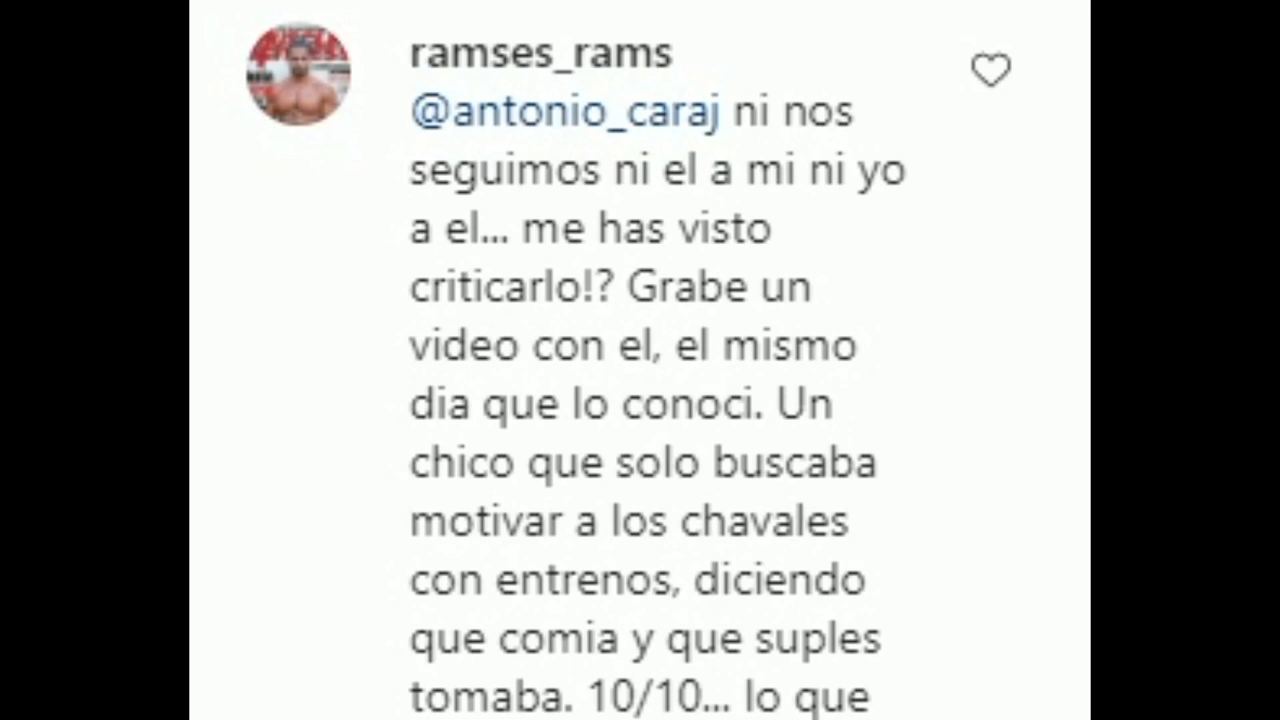 ramses_rams
@antonio_caraj ni nos
seguimos ni el a mi ni yo
a el... me has visto
criticarlo!? Grabe un
video con el, el mismo
dia que lo conoci. Un
chico que solo buscaba
motivar a los chavales
con entrenos, diciendo
que comia y que suples
tomaba. 10/10... lo que